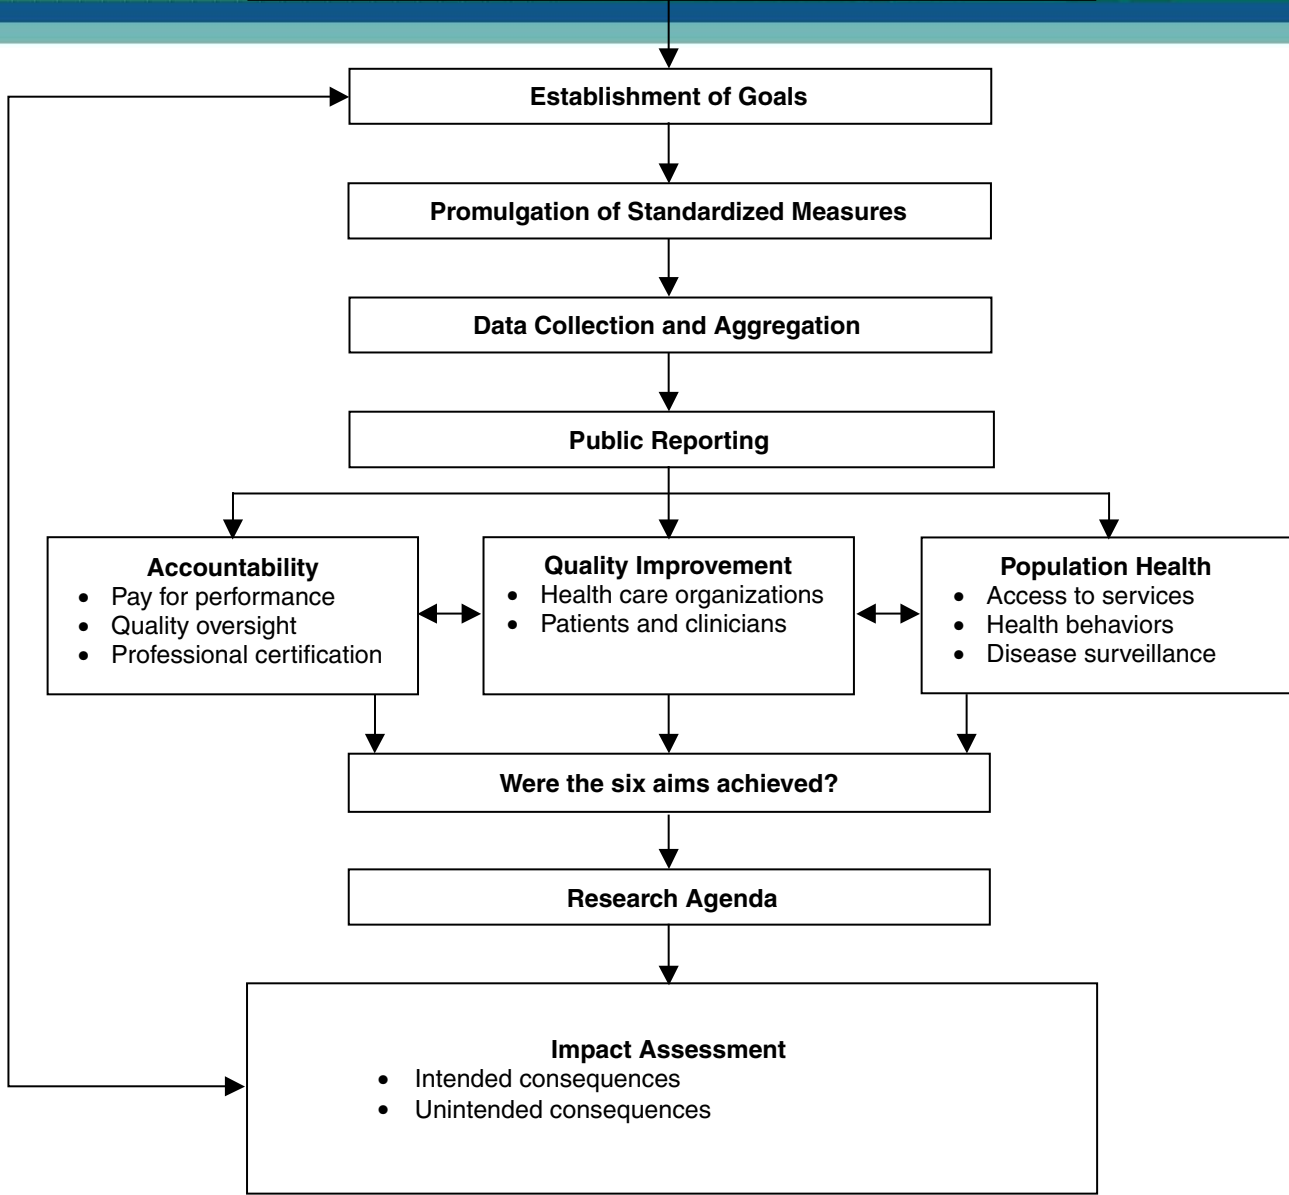 Establishment of Goals
Promulgation of Standardized Measures
Data Collection and Aggregation
Public Reporting
Accountability
• Pay for performance
• Quality oversight
• Professional certification
Quality Improvement
• Health care organizations
• Patients and clinicians
Population Health
• Access to services
• Health behaviors
• Disease surveillance
Were the six aims achieved?
Research Agenda
Impact Assessment
• Intended consequences
• Unintended consequences